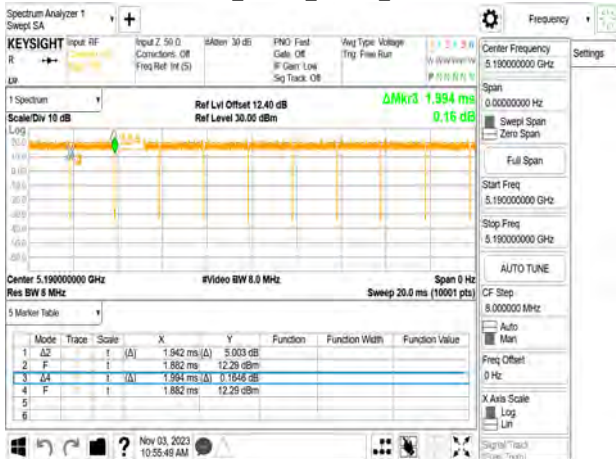 Spectrum Analyzer 1
Swept SA
+
Frequency
KEYSIGHT
Input: RF
Input Z: 50 Ω
#Atten: 30 dB
PNO: Fast
Avg Type: Voltage
Center Frequency
Settings
R
Corrections: Off
Gate: Off
Trig: Free Run
5.190000000 GHz
Freq Ref: Int (S)
IF Gain: Low
Sig Track: Off
Span
0.00000000 Hz
Swept Span
Zero Span
1 Spectrum
Ref Lvl Offset 12.40 dB
ΔMkr3 1.994 ms
Scale/Div 10 dB
Ref Level 30.00 dBm
0.16 dB
Log
Full Span
Start Freq
5.190000000 GHz
Stop Freq
5.190000000 GHz
AUTO TUNE
Center 5.190000000 GHz
#Video BW 8.0 MHz
Span 0 Hz
Res BW 8 MHz
Sweep 20.0 ms (10001 pts)
CF Step
8.000000 MHz
Auto
Man
5 Marker Table
Mode Trace Scale X Y Function Function Width Function Value
1 Δ2 t (Δ) 1.942 ms (Δ) 5.003 dB
2 F t 1.882 ms 12.29 dBm
3 Δ4 t (Δ) 1.994 ms (Δ) 0.1646 dB
4 F t 1.882 ms 12.29 dBm
5
6
Freq Offset
0 Hz
X Axis Scale
Log
Lin
Signal Track
?
Nov 03, 2023
10:55:49 AM